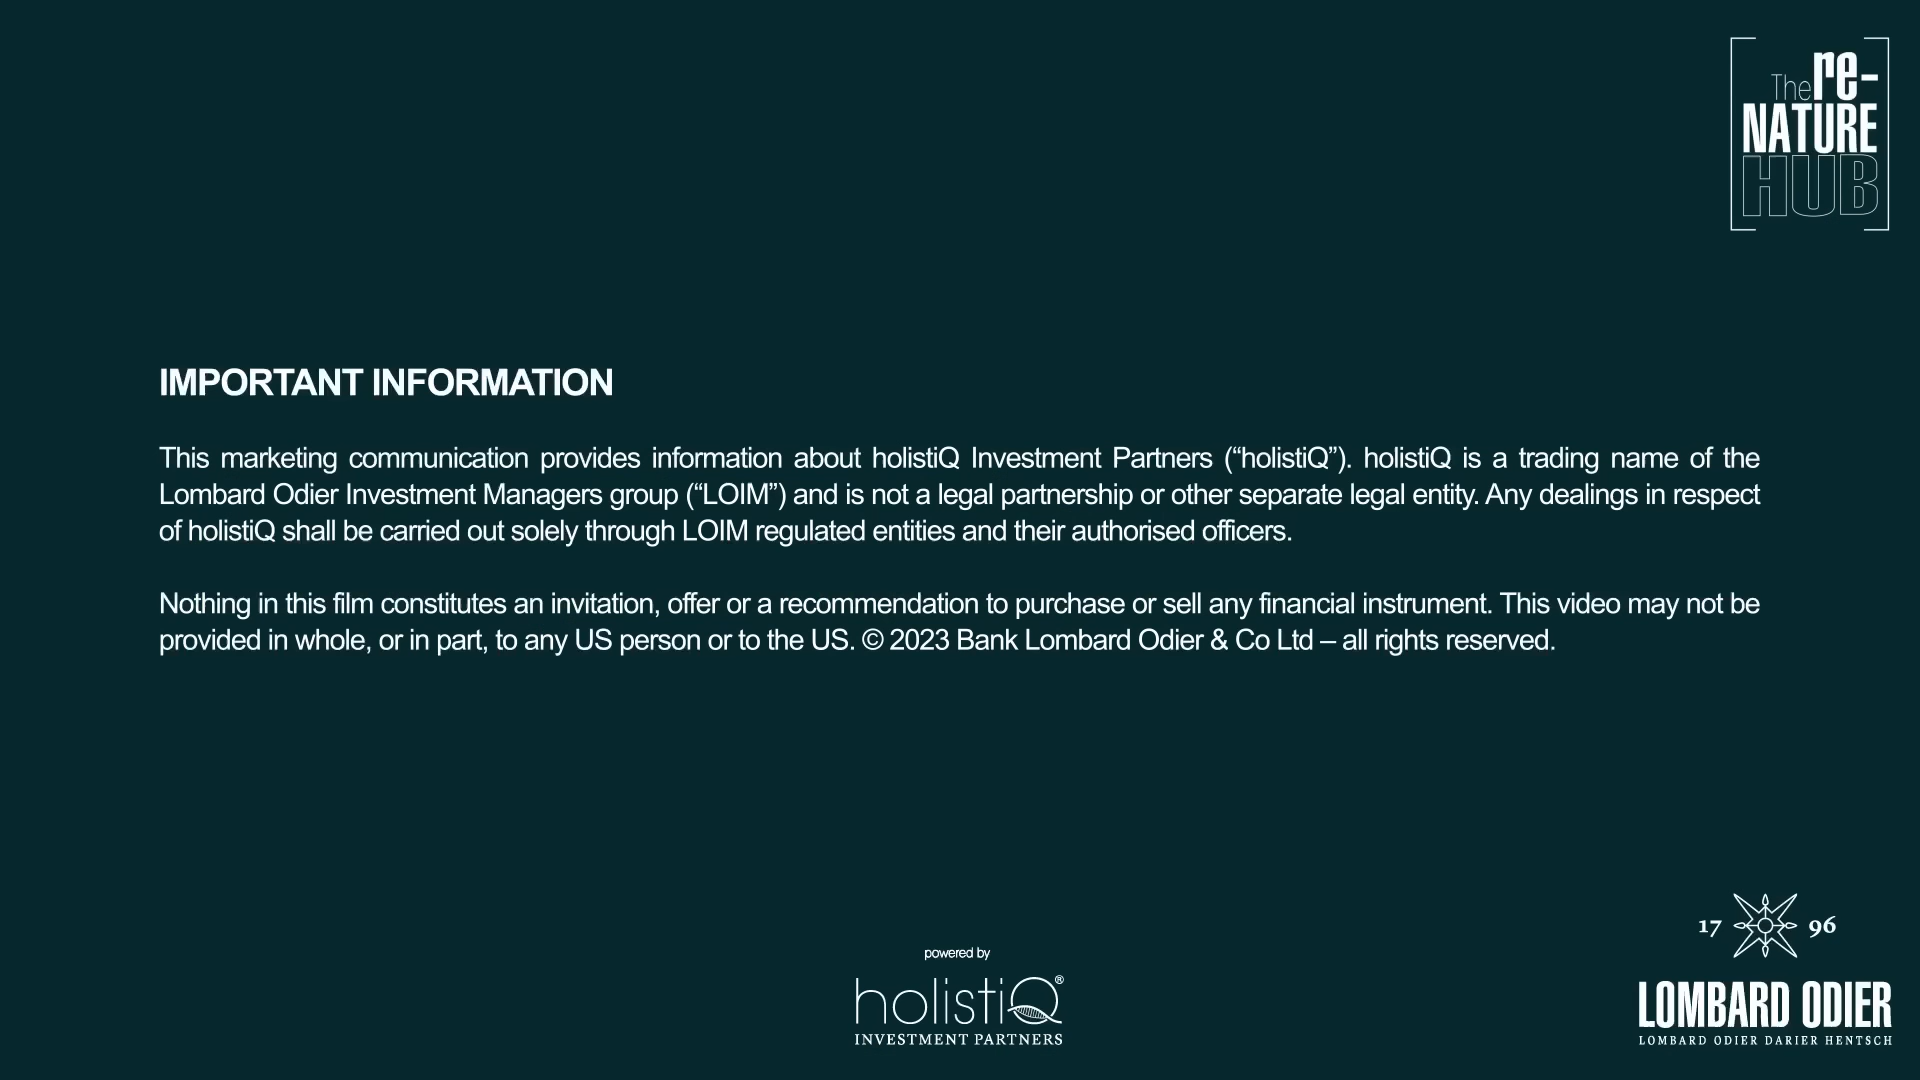 The re-
NATURE
HUB
IMPORTANT INFORMATION
This marketing communication provides information about holistiQ Investment Partners (“holistiQ”). holistiQ is a trading name of the
Lombard Odier Investment Managers group (“LOIM”) and is not a legal partnership or other separate legal entity. Any dealings in respect
of holistiQ shall be carried out solely through LOIM regulated entities and their authorised officers.
Nothing in this film constitutes an invitation, offer or a recommendation to purchase or sell any financial instrument. This video may not be
provided in whole, or in part, to any US person or to the US. © 2023 Bank Lombard Odier & Co Ltd – all rights reserved.
powered by
holistiQ®
INVESTMENT PARTNERS
17 96
LOMBARD ODIER
LOMBARD ODIER DARIER HENTSCH